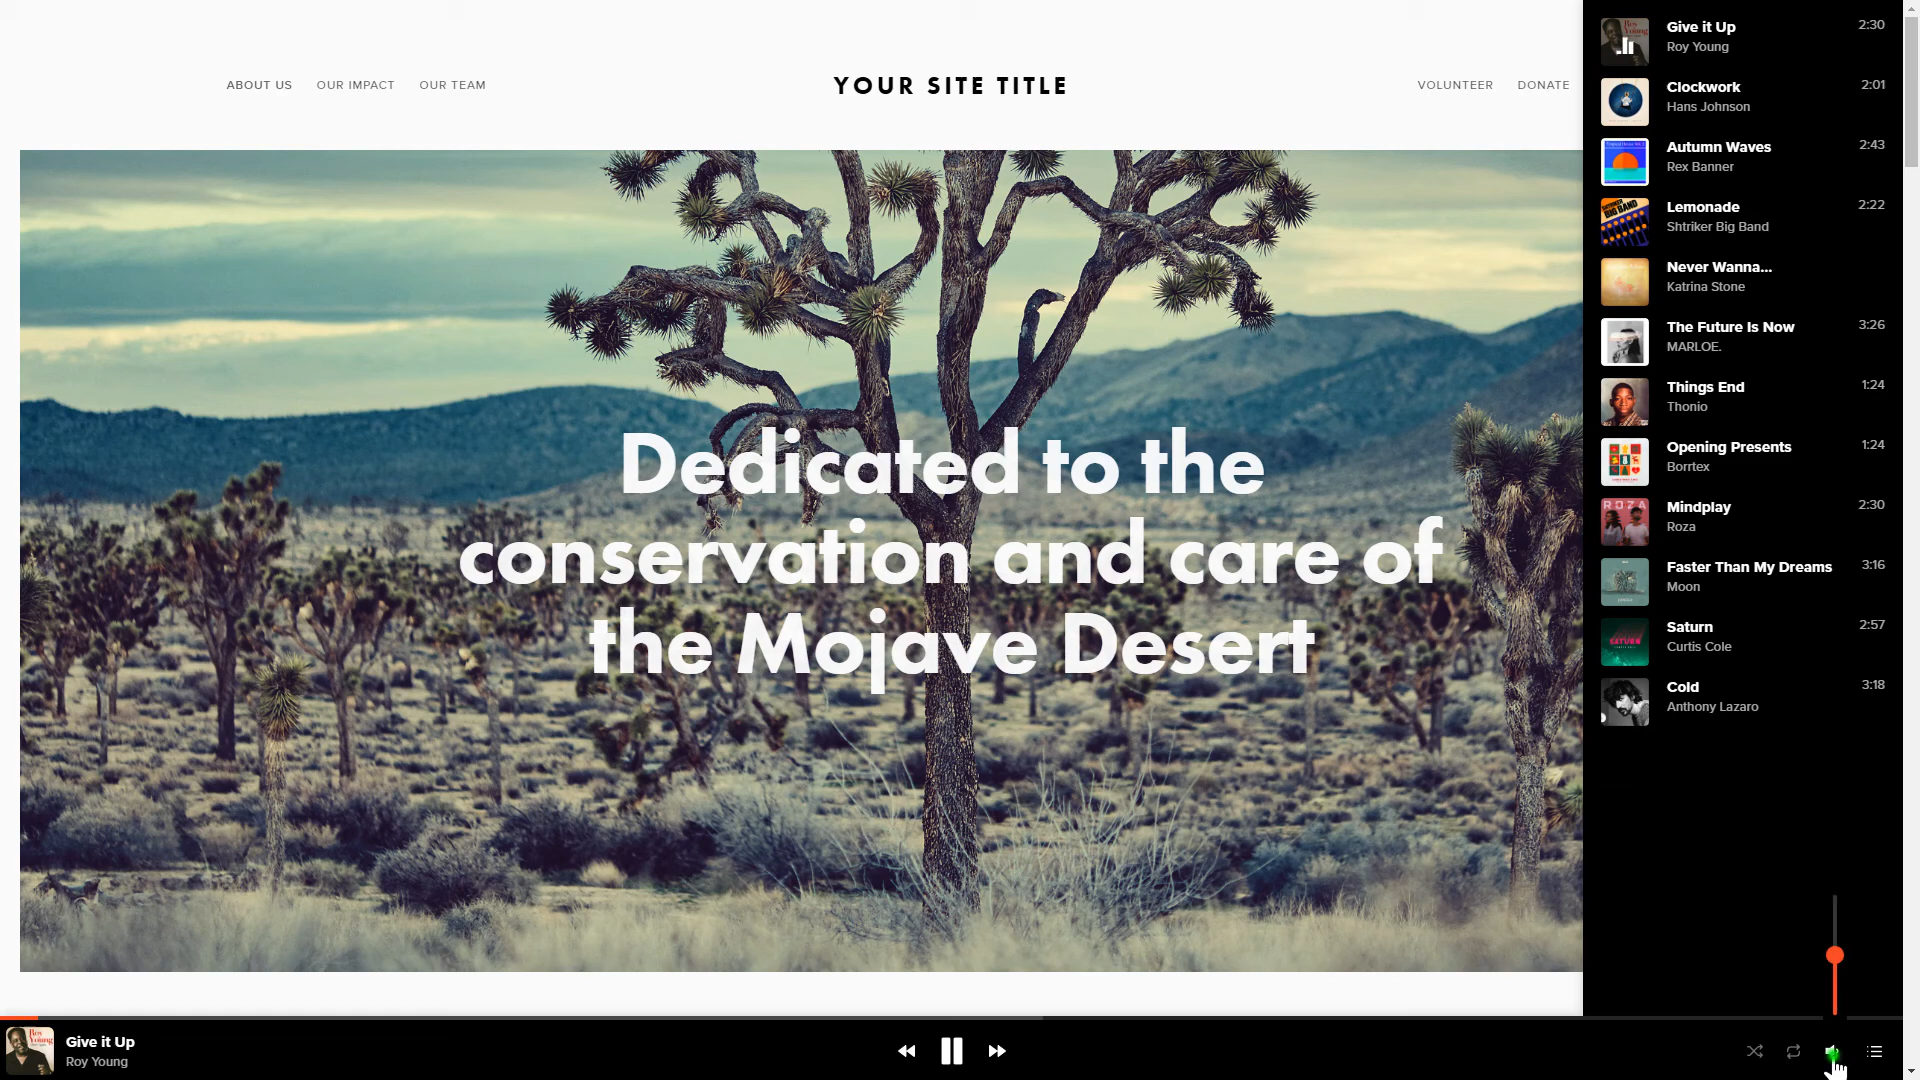 ABOUT US
OUR IMPACT
OUR TEAM
YOUR SITE TITLE
VOLUNTEER
DONATE
Dedicated to the
conservation and care of
the Mojave Desert
Give it Up 2:30
Roy Young
Clockwork 2:01
Hans Johnson
Autumn Waves 2:43
Rex Banner
Lemonade 2:22
Shtriker Big Band
Never Wanna...
Katrina Stone
The Future Is Now 3:26
MARLOE.
Things End 1:24
Thonio
Opening Presents 1:24
Borrtex
ROZA
Mindplay 2:30
Roza
Faster Than My Dreams 3:16
Moon
SATURN
Saturn 2:57
Curtis Cole
Cold 3:18
Anthony Lazaro
Roy
Young
Give it Up
Roy Young